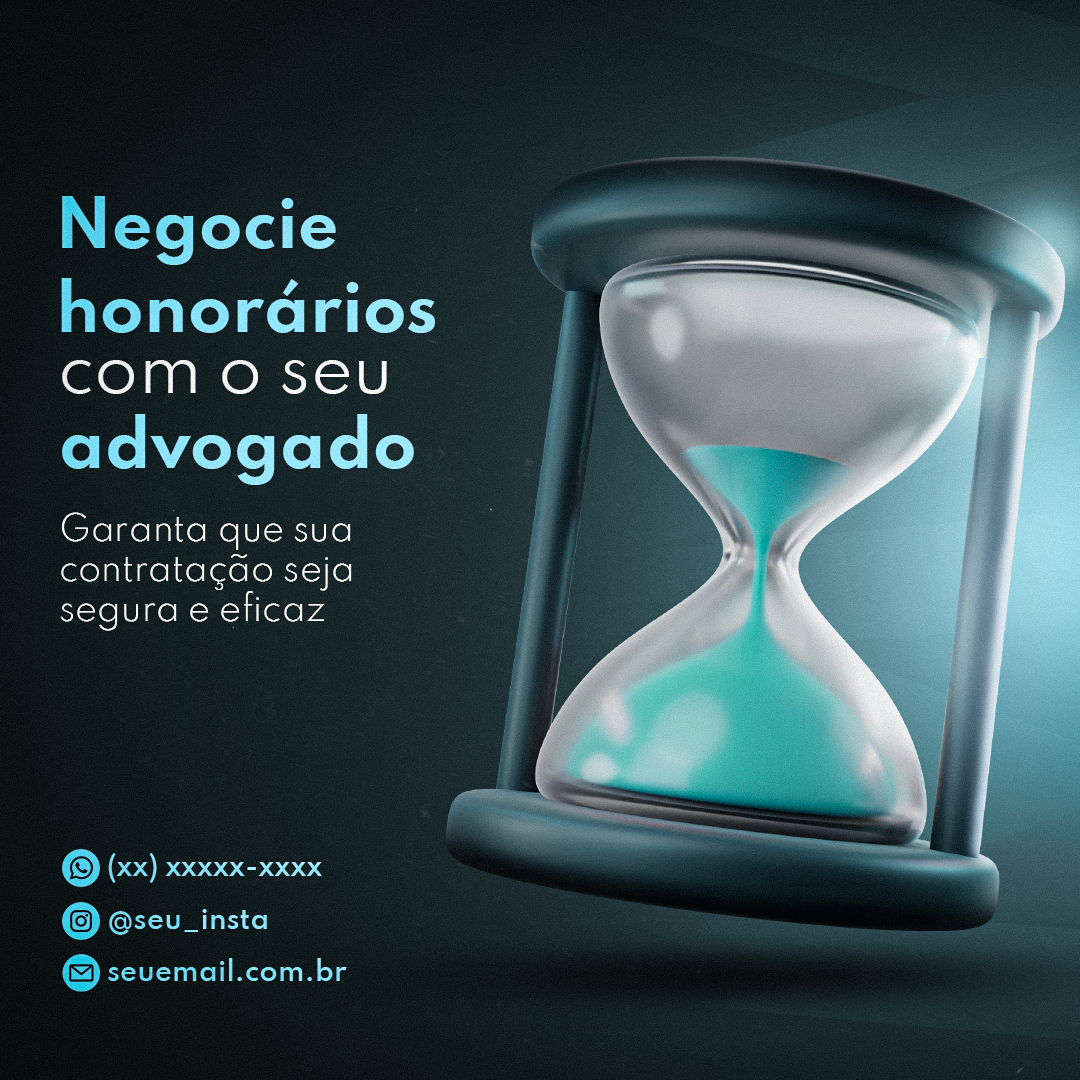 Negocie
honorários
com o seu
advogado
Garanta que sua
contratação seja
segura e eficaz
(xx) xxxxx-xxxx
@seu_insta
seuemail.com.br